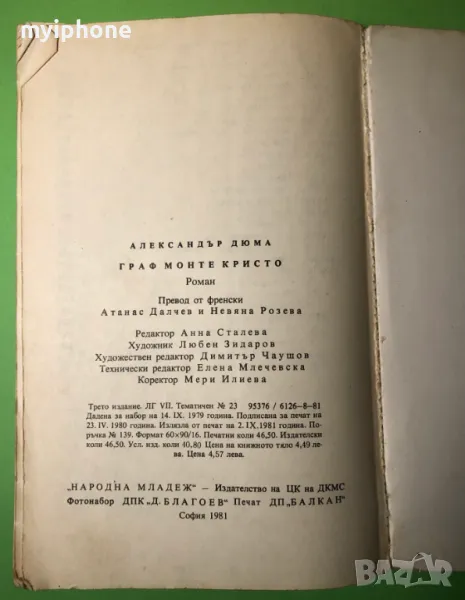 myiphone
АЛЕКСАНДЪР ДЮМА
ГРАФ МОНТЕ КРИСТО
Роман
Превод от френски
Атанас Далчев и Невяна Розева
Редактор Анна Сталева
Художник Любен Зидаров
Художествен редактор Димитър Чаушов
Технически редактор Елена Млечевска
Коректор Мери Илиева
Трето издание. ЛГ VII. Тематичен № 23 95376 / 6126—8—81
Дадена за набор на 14. IX. 1979 година. Подписана за печат на
23. IV. 1980 година. Излязла от печат на 2. IX. 1981 година. По-
ръчка № 139. Формат 60×90/16. Печатни коли 46,50. Издателски
коли 46,50. Усл. изд. коли 40,80. Цена на книжното тяло 4,49
лева. Цена 4,57 лева.
„НАРОДНА МЛАДЕЖ“ — Издателство на ЦК на ДКМС
Фотонабор ДПК „Д. БЛАГОЕВ“ Печат ДП „БАЛКАН“
София 1981
BAZAR
bg